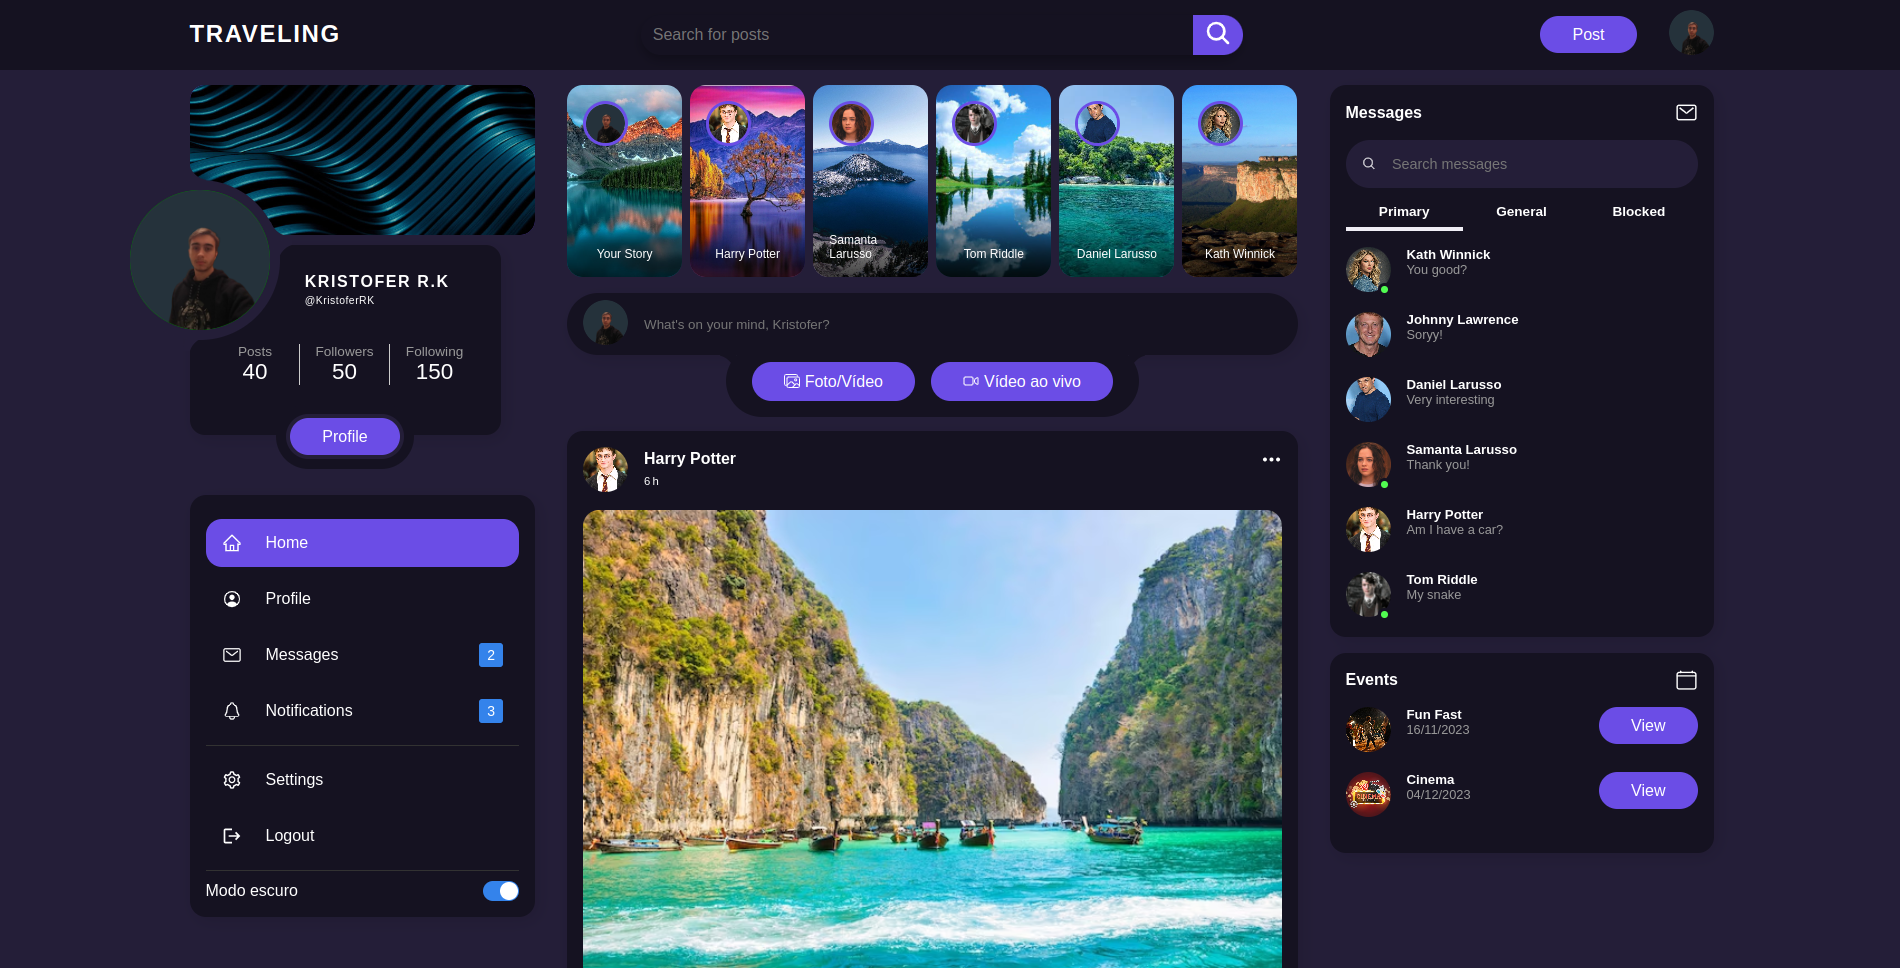 TRAVELING
Search for posts
Post
KRISTOFER R.K
@KristoferRK
Posts
40
Followers
50
Following
150
Profile
Home
Profile
Messages
2
Notifications
3
Settings
Logout
Modo escuro
Your Story
Harry Potter
Samanta
Larusso
Tom Riddle
Daniel Larusso
Kath Winnick
What's on your mind, Kristofer?
Foto/Vídeo
Vídeo ao vivo
Harry Potter
6 h
Messages
Search messages
Primary
General
Blocked
Kath Winnick
You good?
Johnny Lawrence
Soryy!
Daniel Larusso
Very interesting
Samanta Larusso
Thank you!
Harry Potter
Am I have a car?
Tom Riddle
My snake
Events
Fun Fast
16/11/2023
View
Cinema
04/12/2023
View
CINEMA